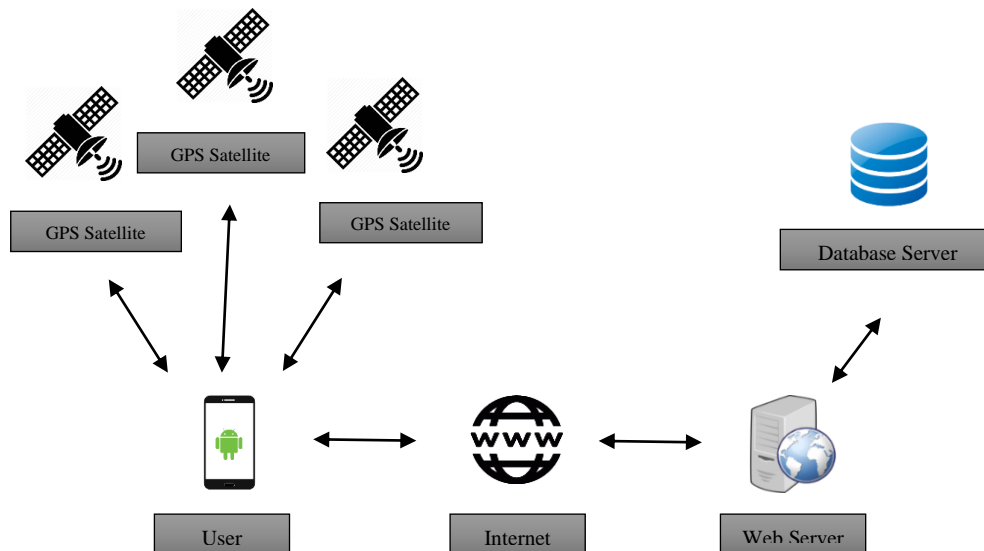 GPS Satellite
GPS Satellite
GPS Satellite
Database Server
WWW
User
Internet
Web Server